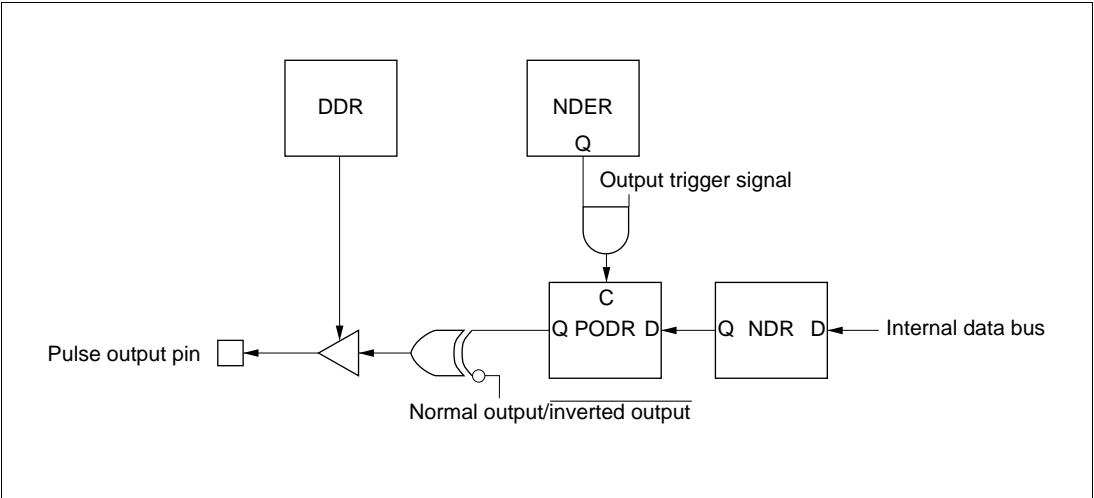 DDR
NDER
Q
Output trigger signal
C
Q PODR D
Q NDR D
Internal data bus
Pulse output pin
Normal output/inverted output